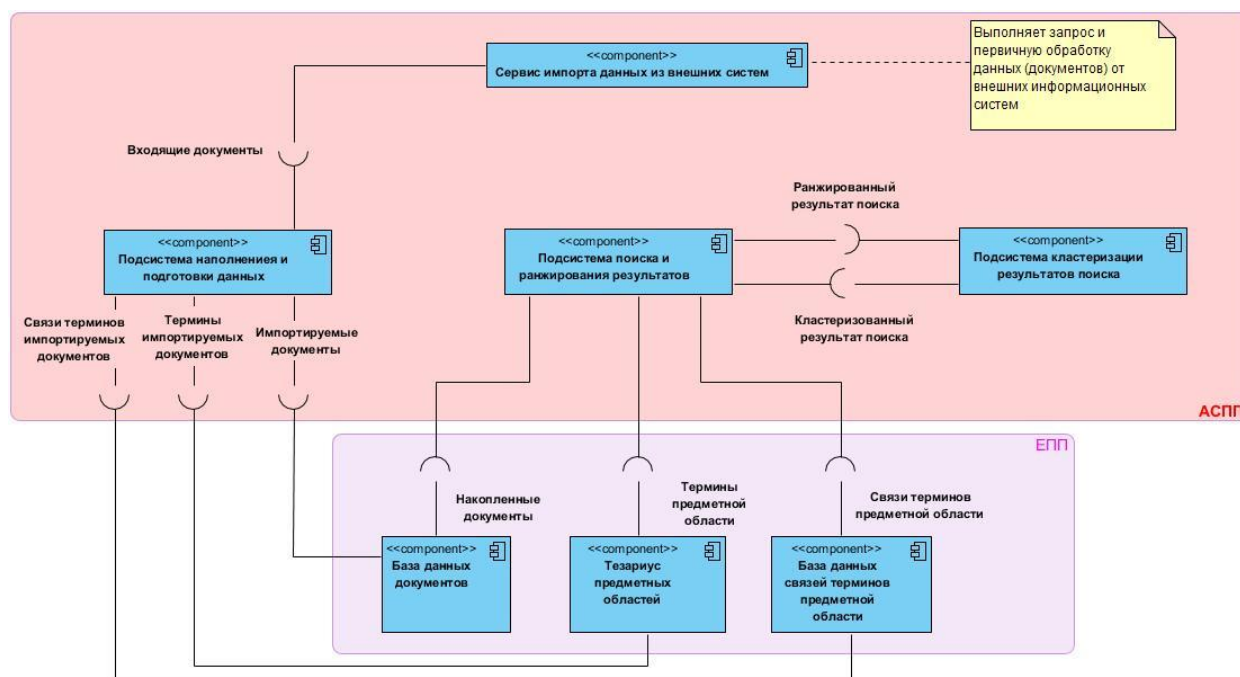 <<component>>
Сервис импорта данных из внешних систем
Выполняет запрос и
первичную обработку
данных (документов) от
внешних информационных
систем
Входящие документы
Ранжированный
результат поиска
<<component>>
Подсистема наполнениея и
подготовки данных
<<component>>
Подсистема поиска и
ранжирования результатов
<<component>>
Подсистема кластеризации
результатов поиска
Связи терминов
импортируемых
документов
Термины
импортируемых
документов
Импортируемые
документы
Кластеризованный
результат поиска
АСПП
ЕПП
Накопленные
документы
Термины
предметной
области
Связи терминов
предметной области
<<component>>
База данных
документов
<<component>>
Тезариус
предметных
областей
<<component>>
База данных
связей терминов
предметной
области